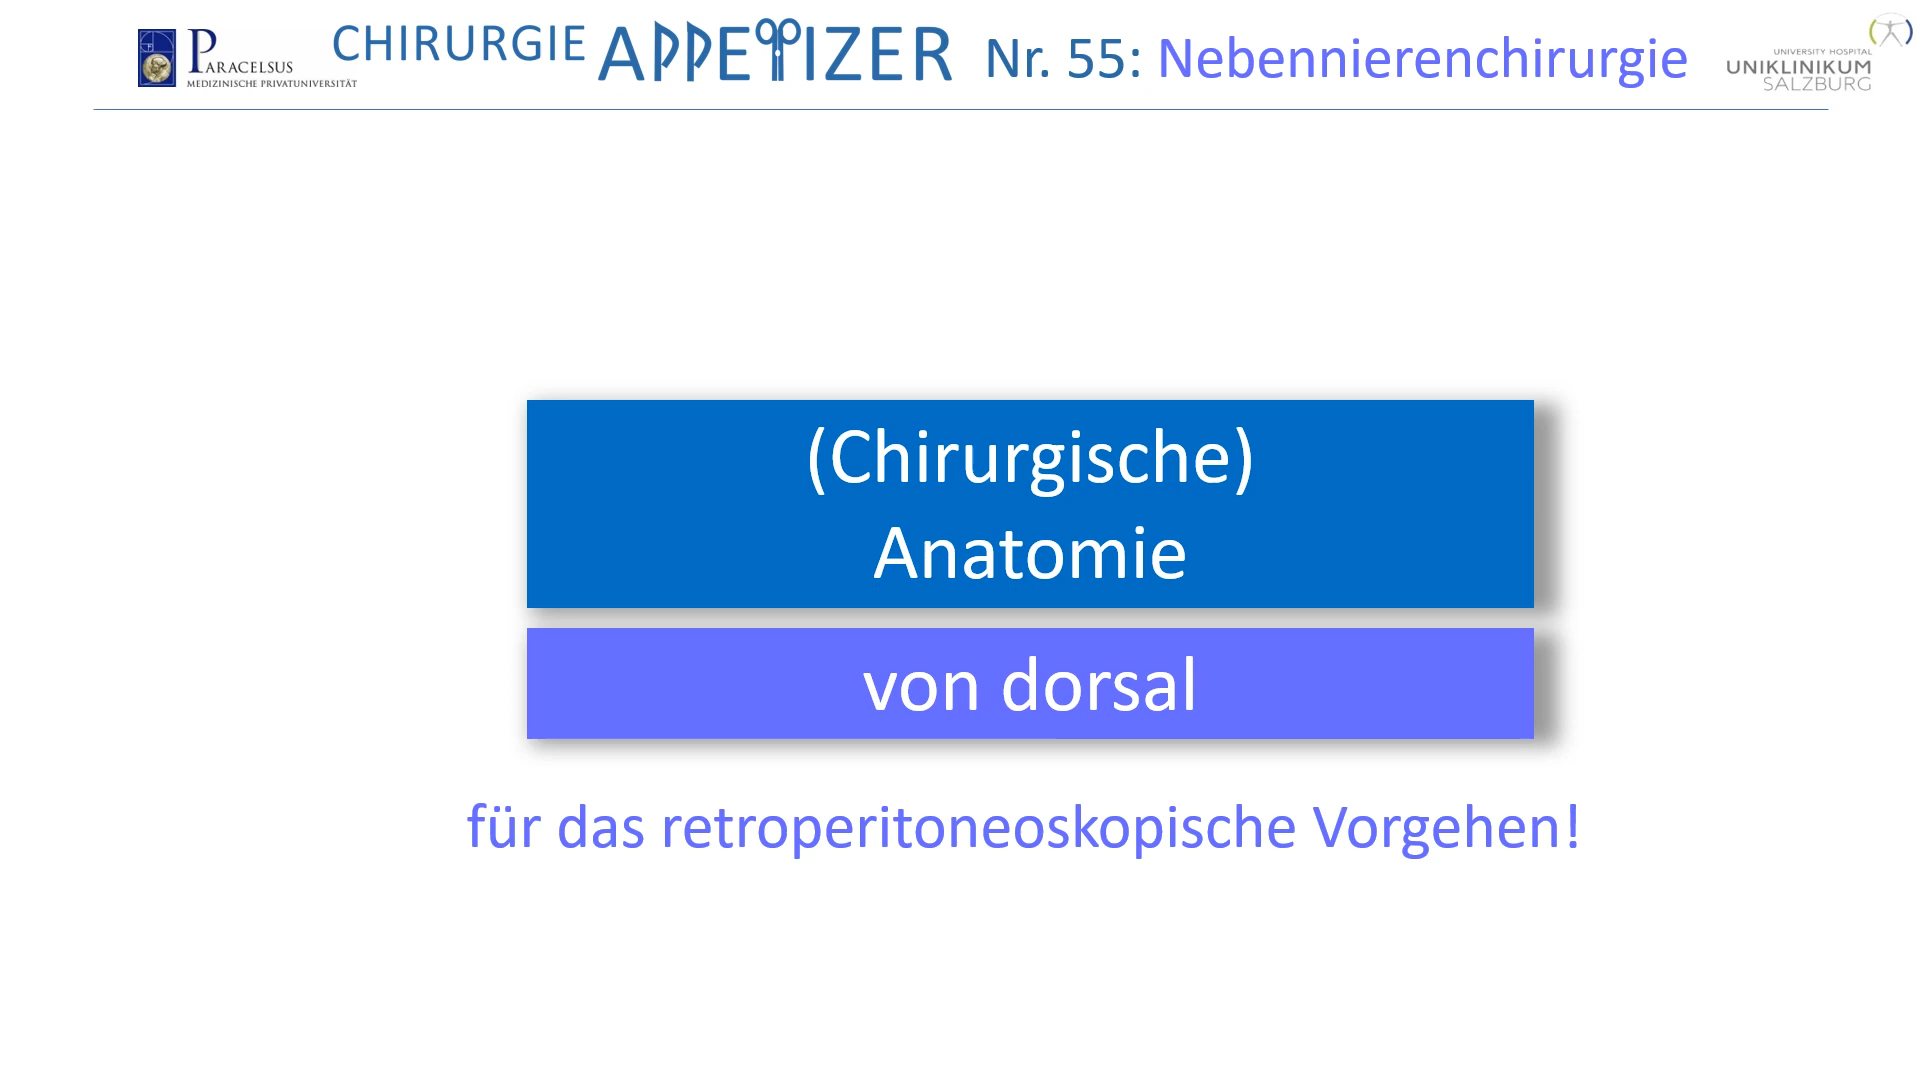 PARACELSUS
MEDIZINISCHE PRIVATUNIVERSITÄT
CHIRURGIE APPETIZER Nr. 55: Nebennierenchirurgie
UNIVERSITY HOSPITAL
UNIKLINIKUM
SALZBURG
(Chirurgische)
Anatomie
von dorsal
für das retroperitoneoskopische Vorgehen!